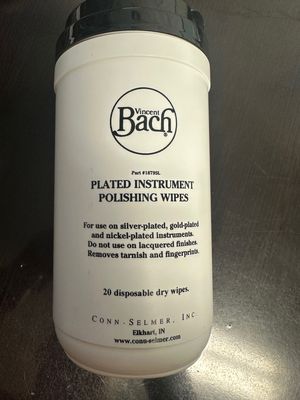 Vincent
Bach
Part #1879SL
PLATED INSTRUMENT
POLISHING WIPES
For use on silver-plated, gold-plated
and nickel-plated instruments.
Do not use on lacquered finishes.
Removes tarnish and fingerprints.
20 disposable dry wipes.
CONN-SELMER, INC.
Elkhart, IN
www.conn-selmer.com